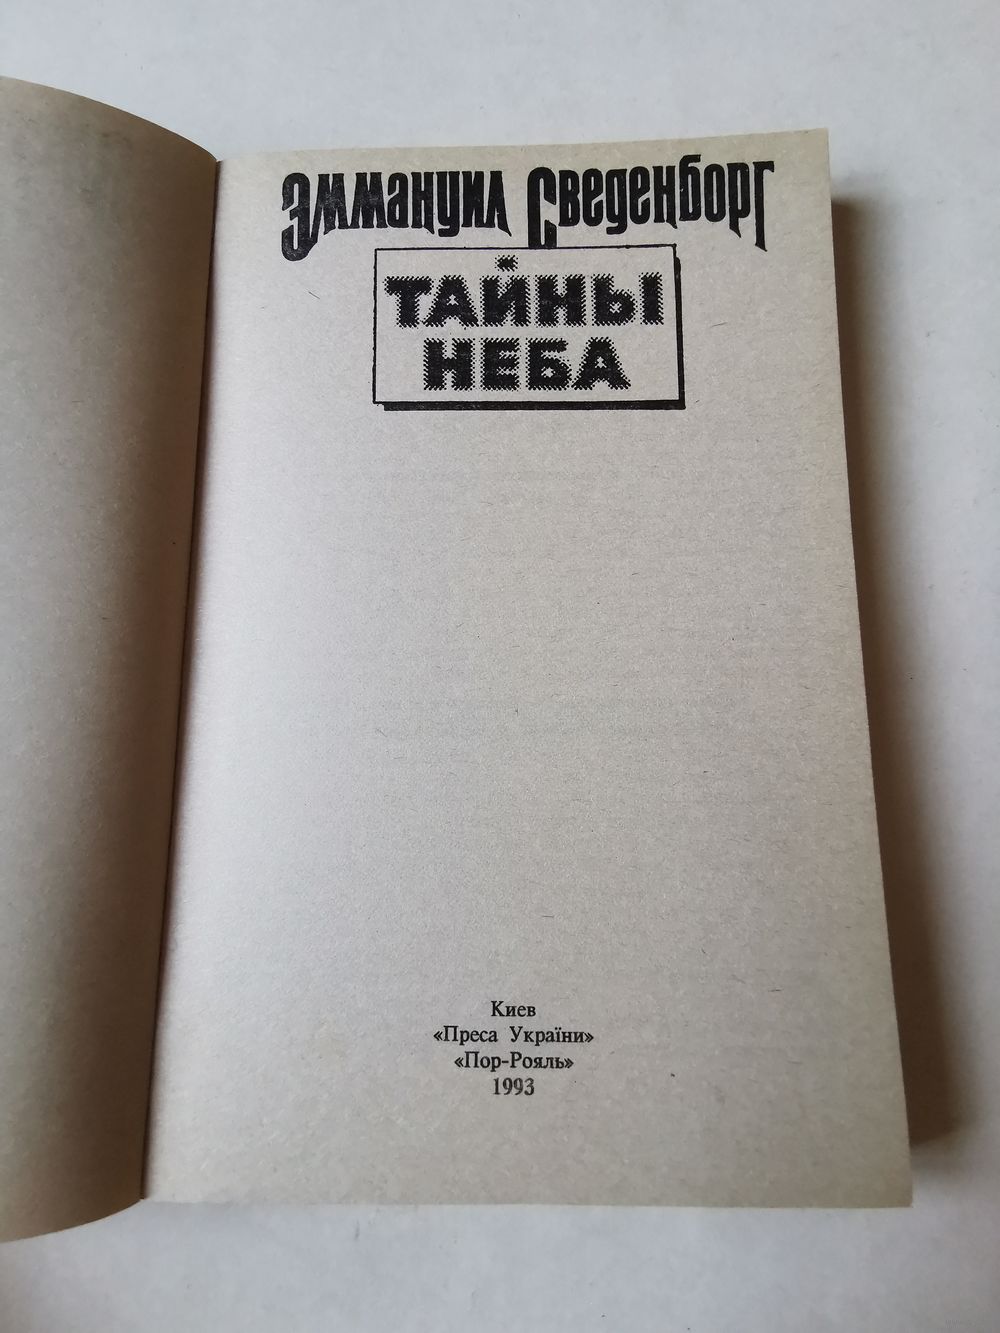 Эммануил Сведенборг
ТАЙНЫ
НЕБА
Киев
«Преса України»
«Пор-Рояль»
1993